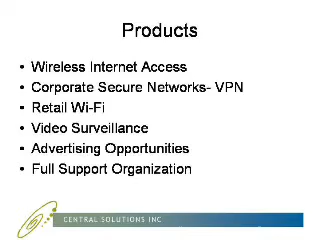 Products
• Wireless Internet Access
• Corporate Secure Networks- VPN
• Retail Wi-Fi
• Video Surveillance
• Advertising Opportunities
• Full Support Organization
CENTRAL SOLUTIONS INC